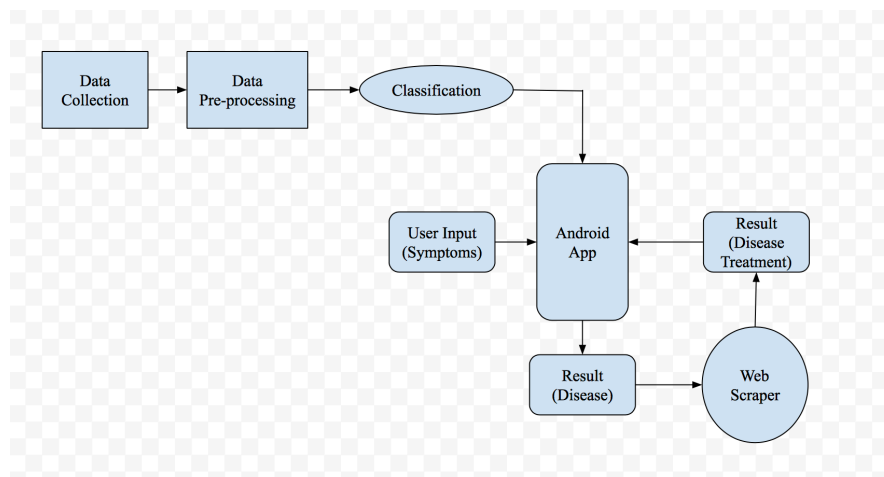 Data
Collection
Data
Pre-processing
Classification
User Input
(Symptoms)
Android
App
Result
(Disease
Treatment)
Result
(Disease)
Web
Scraper